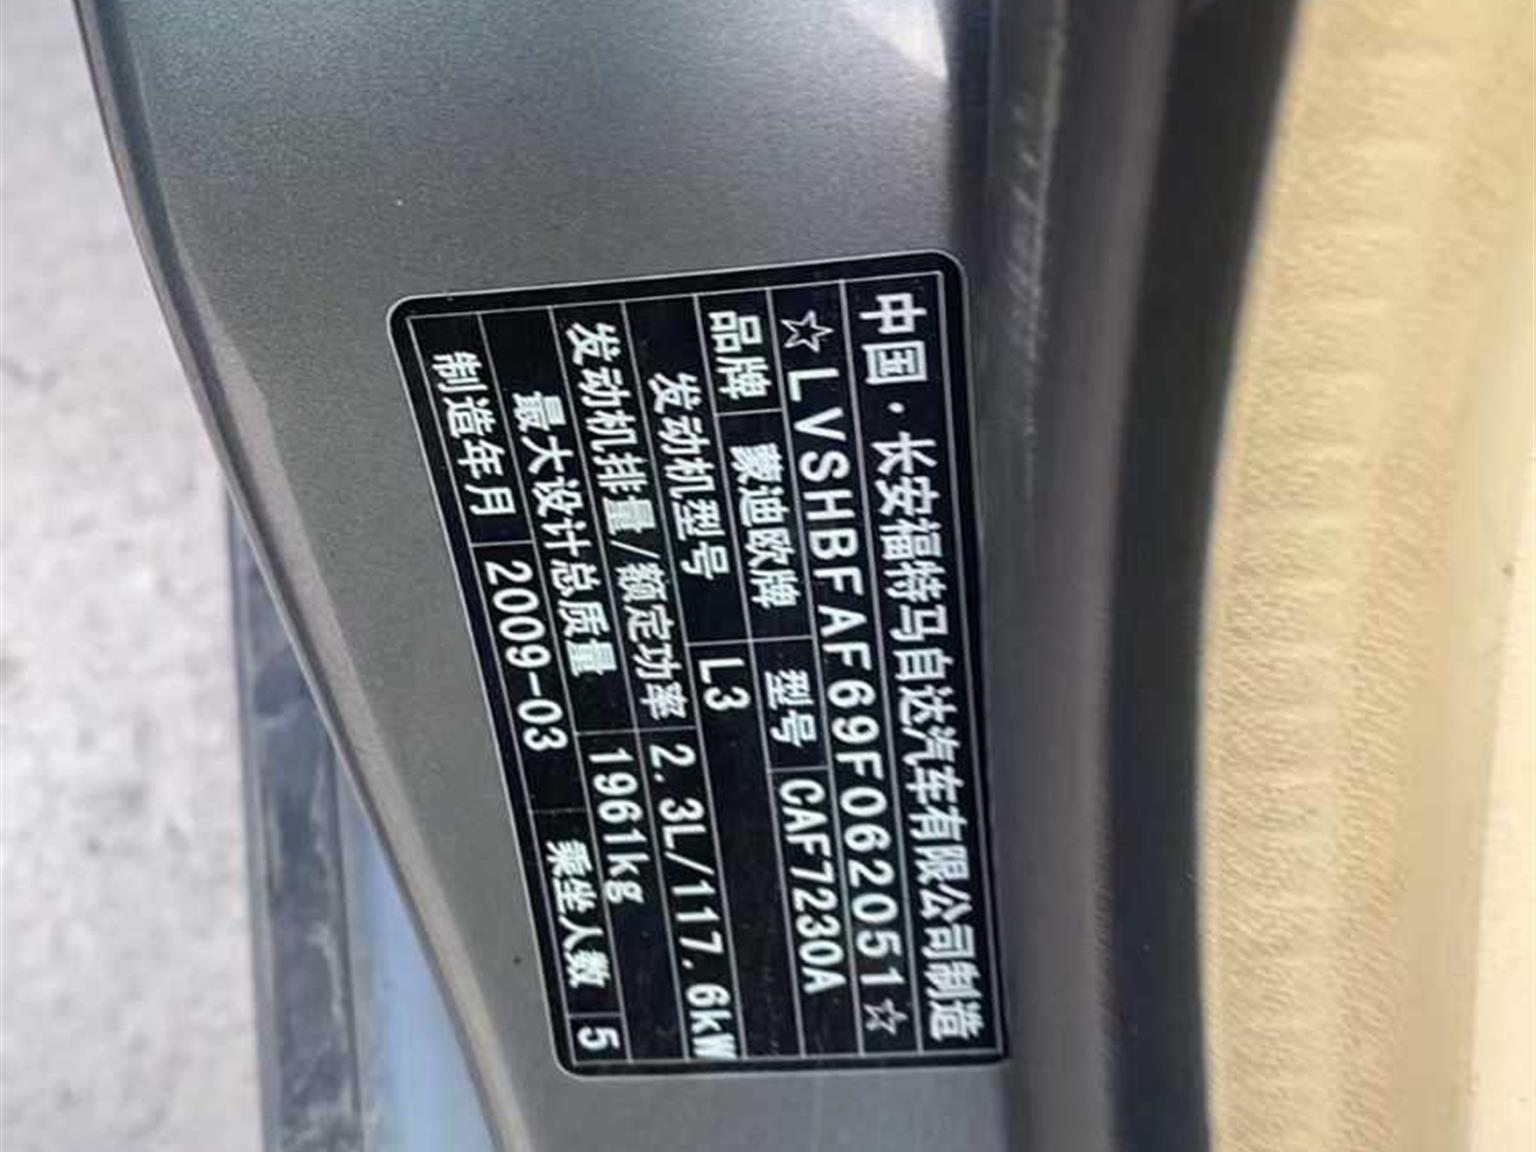 中国·长安福特马自达汽车有限公司制造
☆LVSHBFAF69F062051☆
品牌 蒙迪欧牌 型号 CAF7230A
发动机型号 L3
发动机排量/额定功率 2.3L/117.6kW
最大设计总质量 1961kg
制造年月 2009-03 乘坐人数 5